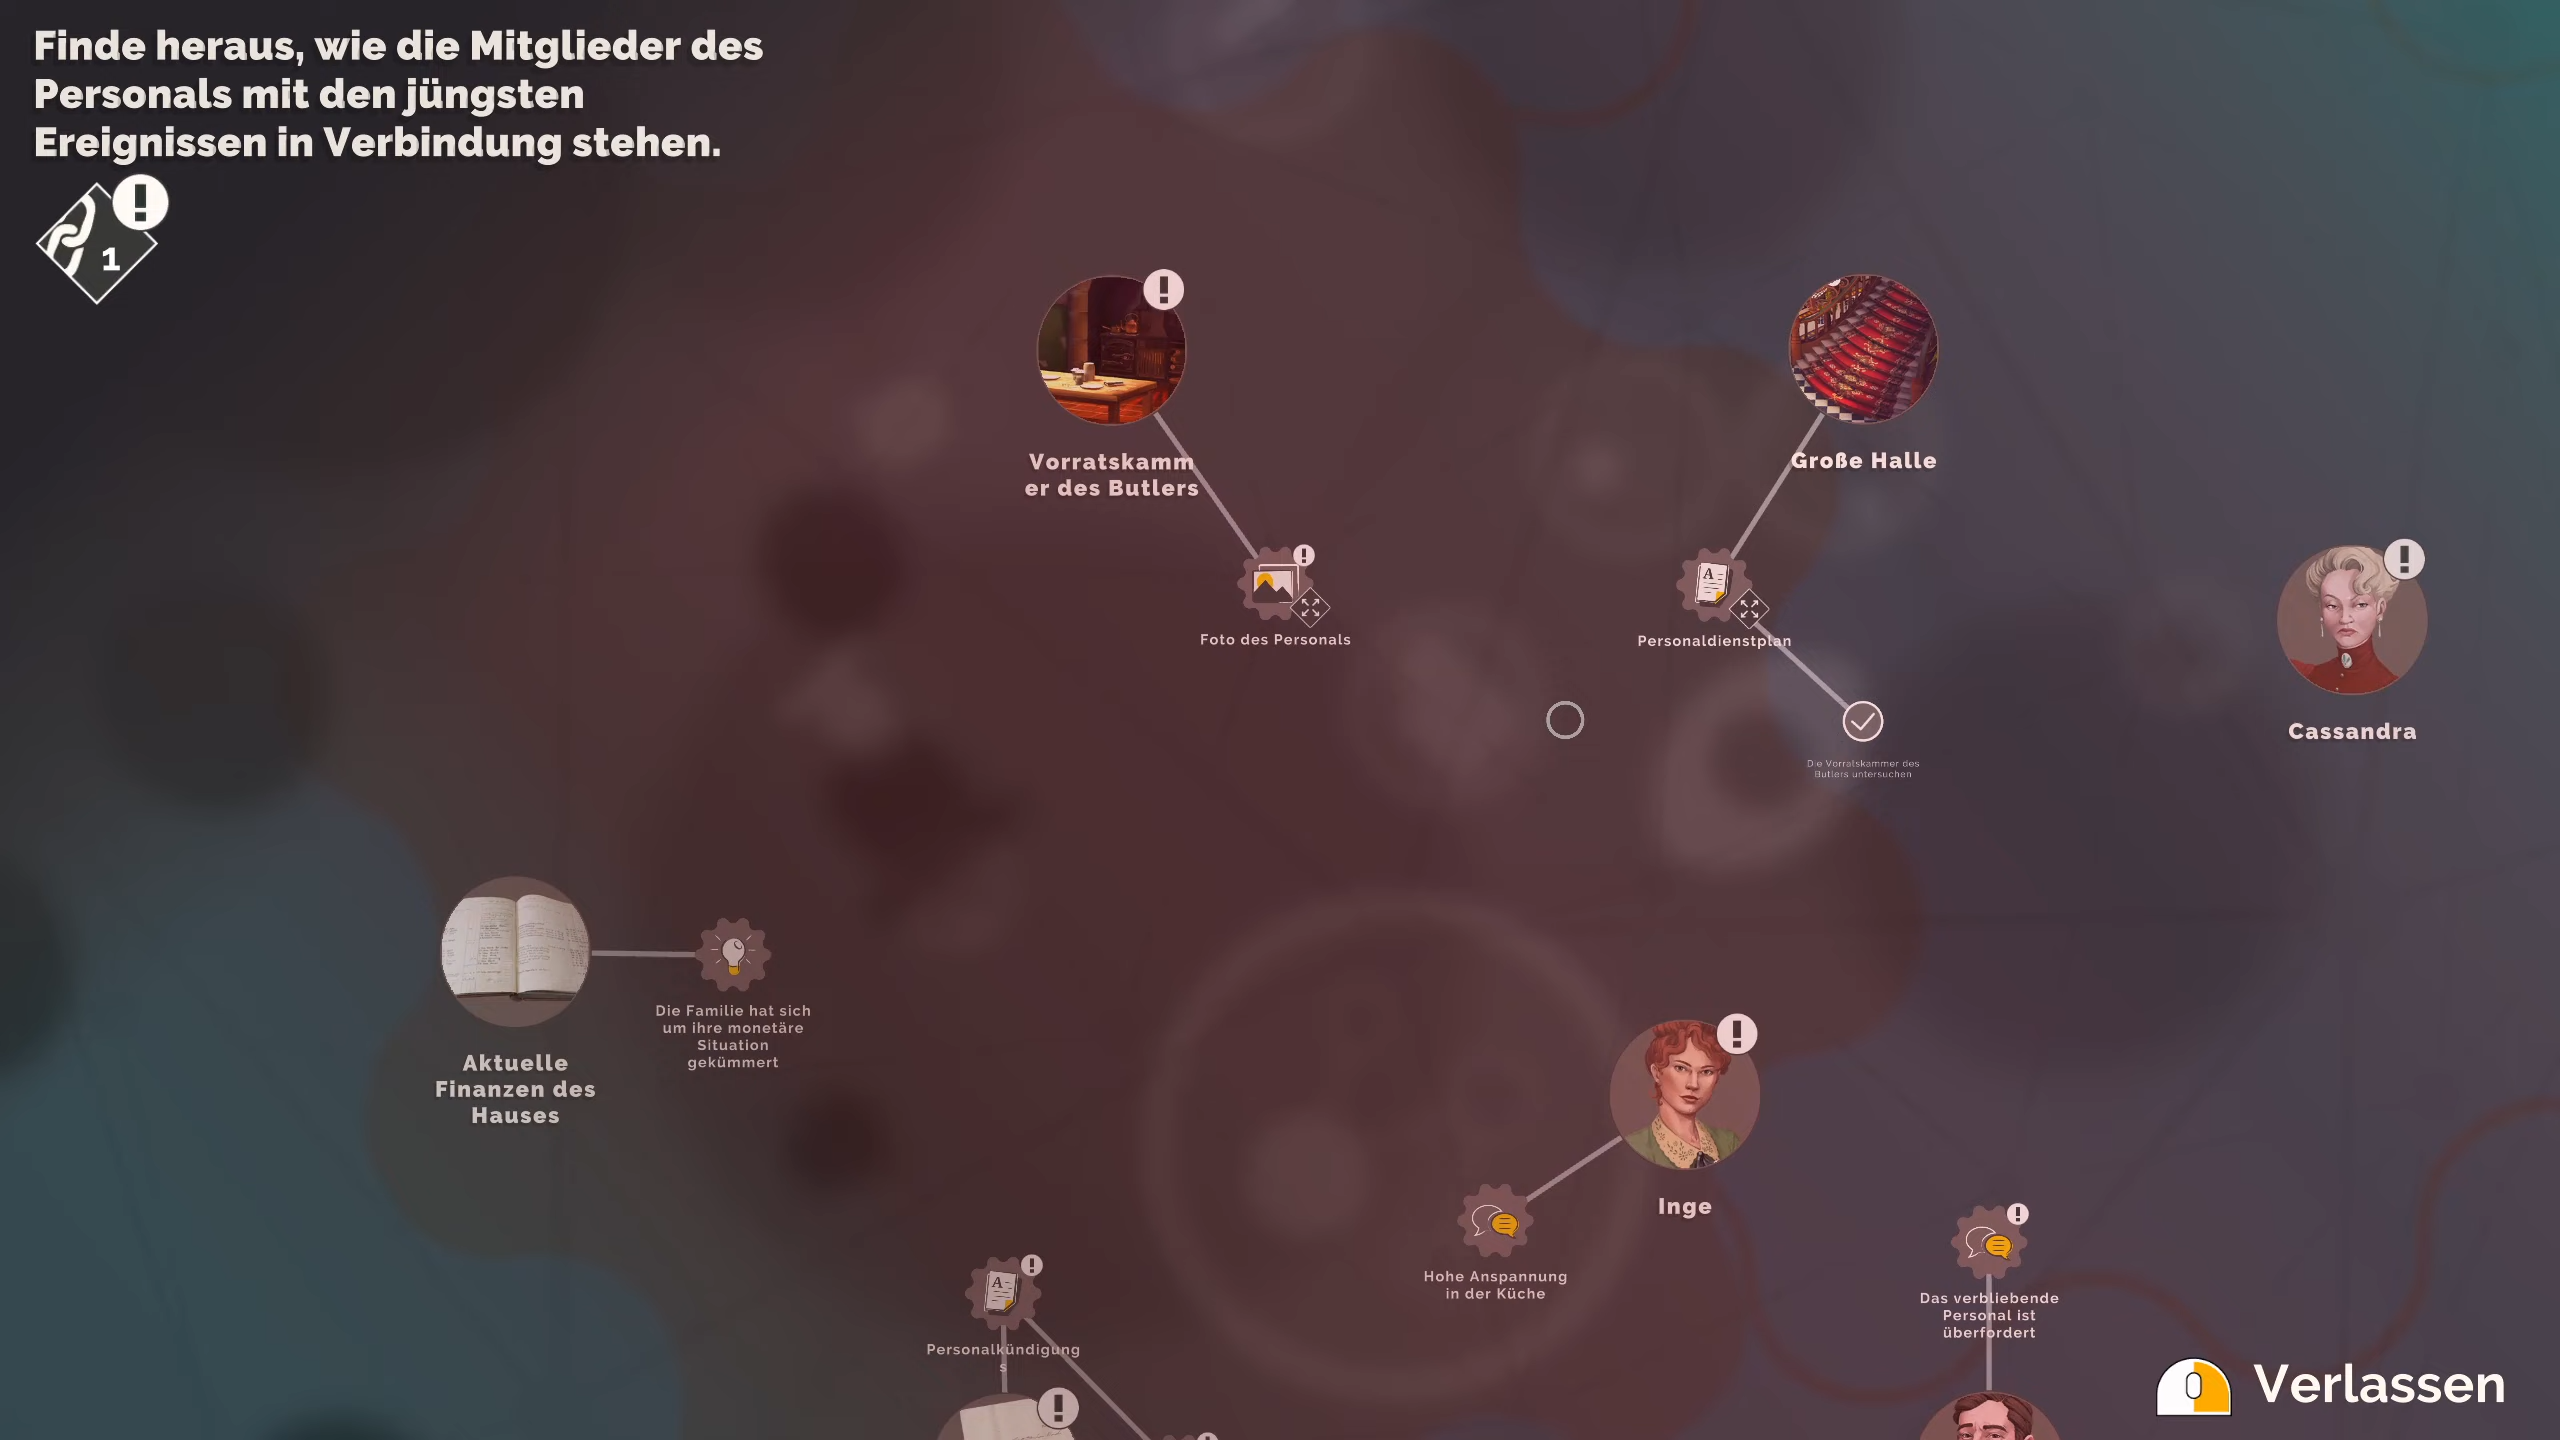 Finde heraus, wie die Mitglieder des
Personals mit den jüngsten
Ereignissen in Verbindung stehen.
1
Vorratskamm
er des Butlers
Große Halle
Foto des Personals
Personaldienstplan
Cassandra
Die Vorratskammer des
Butlers untersuchen
Aktuelle
Finanzen des
Hauses
Die Familie hat sich
um ihre monetäre
Situation
gekümmert
Inge
Hohe Anspannung
in der Küche
Das verbliebende
Personal ist
überfordert
Personalkündigung
s
Verlassen